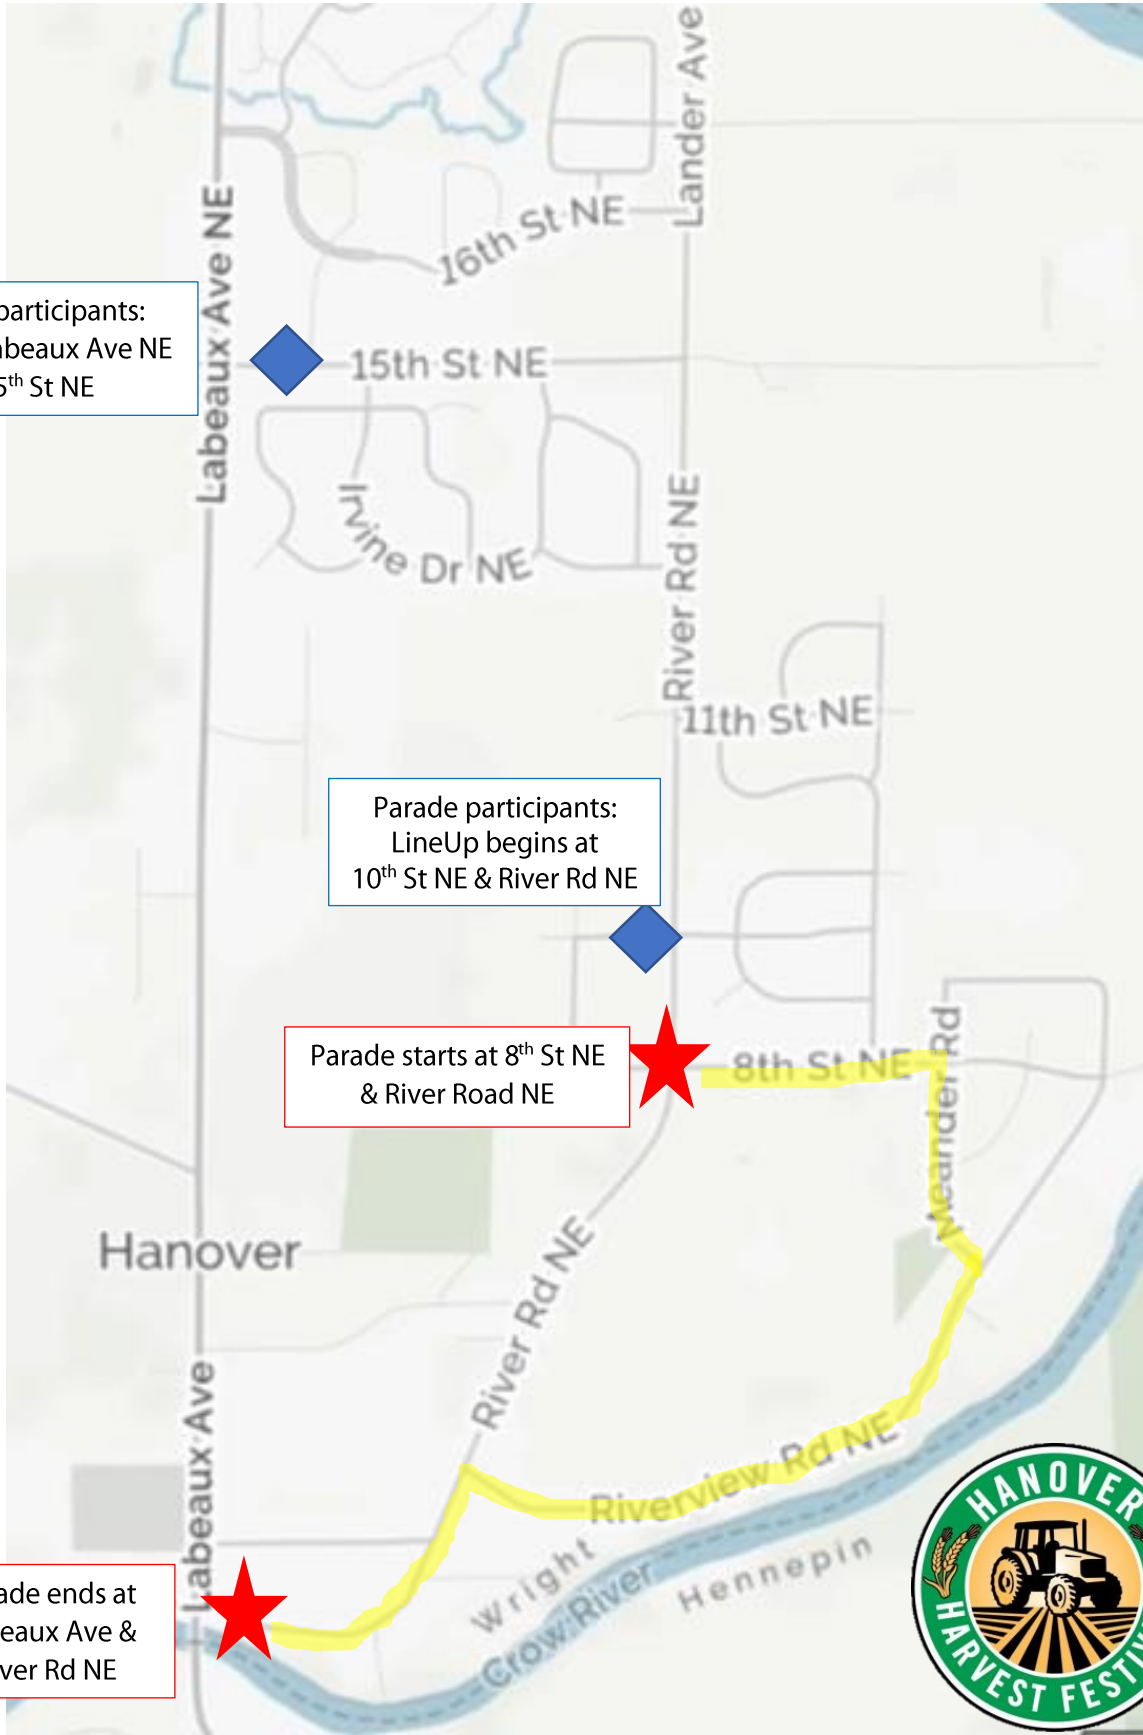 Lander Ave
Labeaux Ave NE
16th St NE
participants:
beaux Ave NE
5th St NE
15th St NE
Irvine Dr NE
River Rd NE
11th St NE
Parade participants:
LineUp begins at
10th St NE & River Rd NE
Parade starts at 8th St NE
& River Road NE
8th St NE
Meander Rd
Hanover
River Rd NE
Labeaux Ave
Riverview Rd NE
Wright
Crow River
Hennepin
ade ends at
eaux Ave &
ver Rd NE
HANOVER
HARVEST FESTIV